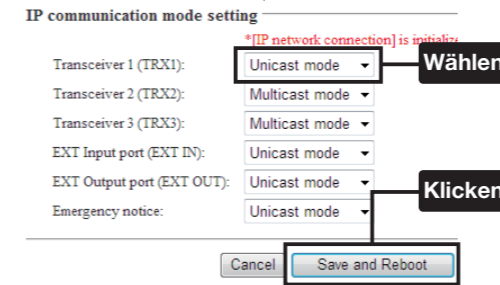 IP communication mode setting
*[IP network connection] is initialize
Transceiver 1 (TRX1): Unicast mode
Wählen
Transceiver 2 (TRX2): Multicast mode
Transceiver 3 (TRX3): Multicast mode
EXT Input port (EXT IN): Unicast mode
EXT Output port (EXT OUT): Unicast mode
Klicken
Emergency notice: Unicast mode
Cancel Save and Reboot